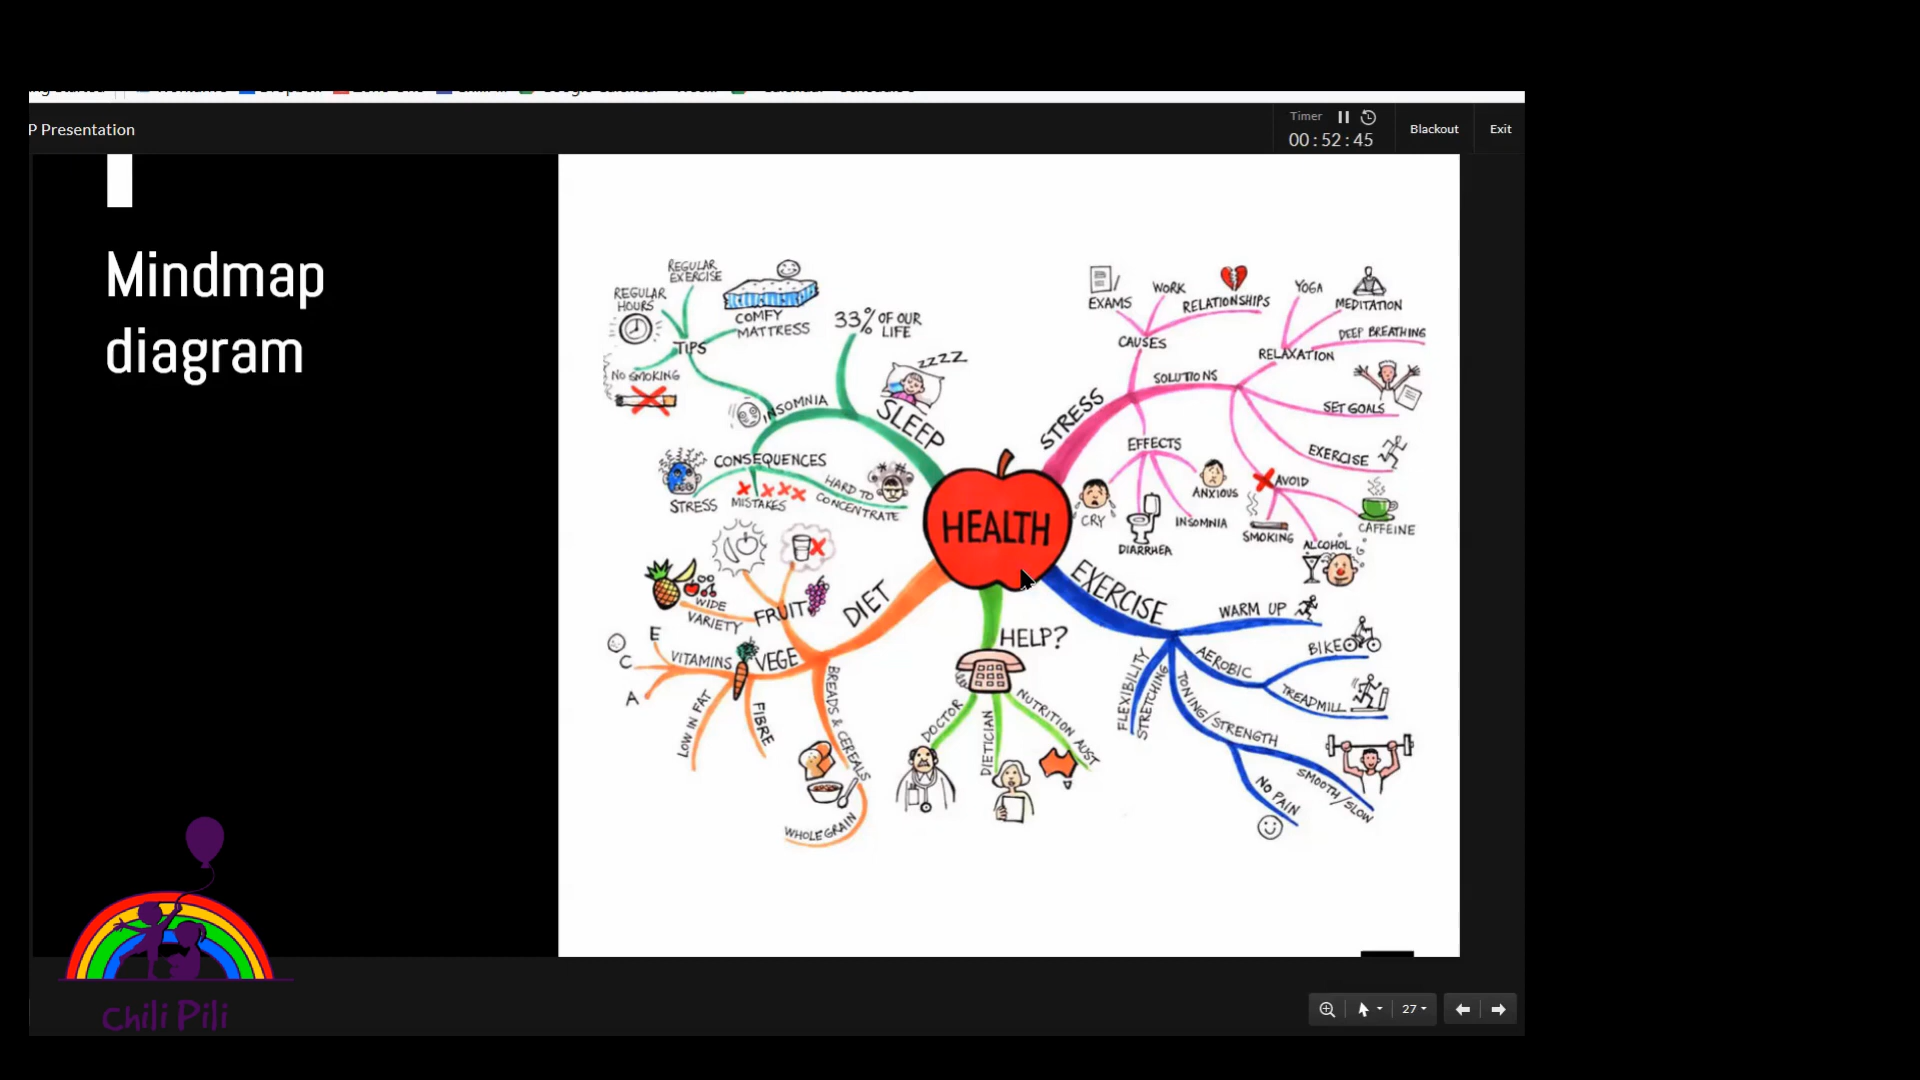 P Presentation
Timer
00:52:45
Blackout
Exit
Mindmap
diagram
HEALTH
SLEEP
33% OF OUR
LIFE
ZZZZ
INSOMNIA
TIPS
REGULAR
HOURS
REGULAR
EXERCISE
COMFY
MATTRESS
NO SMOKING
CONSEQUENCES
STRESS
MISTAKES
HARD TO
CONCENTRATE
STRESS
CAUSES
EXAMS
WORK
RELATIONSHIPS
SOLUTIONS
RELAXATION
YOGA
MEDITATION
DEEP BREATHING
SET GOALS
EXERCISE
AVOID
SMOKING
ALCOHOL
CAFFEINE
EFFECTS
CRY
DIARRHEA
INSOMNIA
ANXIOUS
EXERCISE
WARM UP
AEROBIC
BIKE
TREADMILL
TONING/STRENGTH
SMOOTH/SLOW
NO PAIN
FLEXIBILITY
STRETCHING
HELP?
DOCTOR
DIETICIAN
NUTRITION AUST
DIET
FRUIT
WIDE
VARIETY
VEGE
VITAMINS
E
C
A
LOW IN FAT
FIBRE
BREADS & CEREALS
WHOLEGRAIN
Chili Pili
27